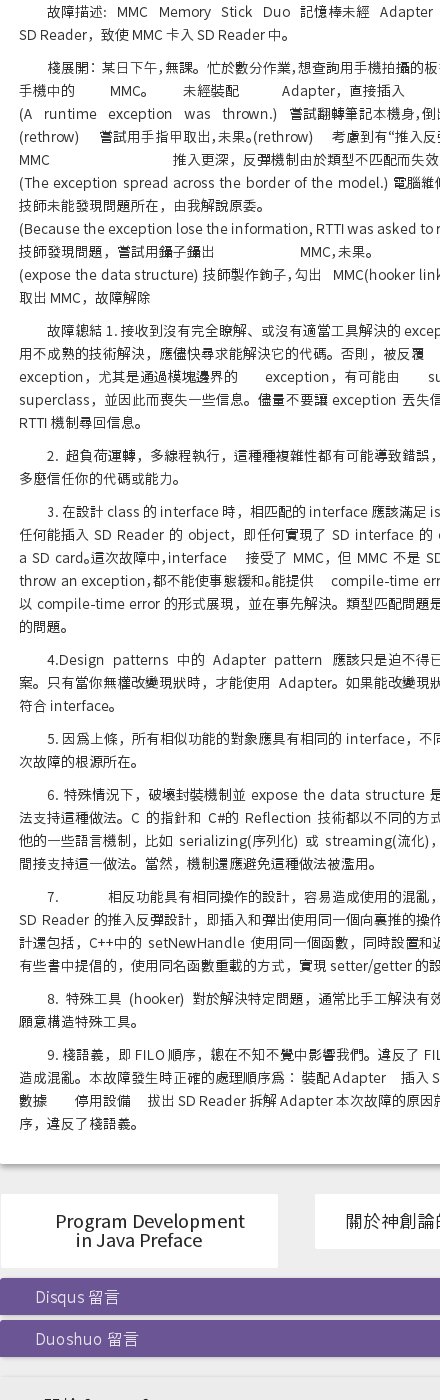 故障描述: MMC Memory Stick Duo 記憶棒未經 Adapter
SD Reader，致使 MMC 卡入 SD Reader 中。
棧展開：某日下午,無課。忙於數分作業,想查詢用手機拍攝的板
手機中的 MMC。 未經裝配 Adapter，直接插入
(A runtime exception was thrown.) 嘗試翻轉筆記本機身,倒出
(rethrow) 嘗試用手指甲取出,未果。(rethrow) 考慮到有“推入反彈
MMC 推入更深，反彈機制由於類型不匹配而失效
(The exception spread across the border of the model.) 電腦維修
技師未能發現問題所在，由我解說原委。
(Because the exception lose the information, RTTI was asked to r
技師發現問題，嘗試用鑷子鑷出 MMC,未果。
(expose the data structure) 技師製作鉤子,勾出 MMC(hooker link
取出 MMC，故障解除
故障總結 1. 接收到沒有完全瞭解、或沒有適當工具解決的 excep
用不成熟的技術解決，應儘快尋求能解決它的代碼。否則，被反覆
exception，尤其是通過模塊邊界的 exception，有可能由 su
superclass，並因此而喪失一些信息。儘量不要讓 exception 丟失信
RTTI 機制尋回信息。
2. 超負荷運轉，多線程執行，這種種複雜性都有可能導致錯誤，
多麼信任你的代碼或能力。
3. 在設計 class 的 interface 時，相匹配的 interface 應該滿足 is
任何能插入 SD Reader 的 object，即任何實現了 SD interface 的
a SD card。這次故障中,interface 接受了 MMC，但 MMC 不是 SD
throw an exception,都不能使事態緩和。能提供 compile-time err
以 compile-time error 的形式展現，並在事先解決。類型匹配問題是
的問題。
4.Design patterns 中的 Adapter pattern 應該只是迫不得已
案。只有當你無權改變現狀時，才能使用 Adapter。如果能改變現狀
符合 interface。
5. 因爲上條，所有相似功能的對象應具有相同的 interface，不同
次故障的根源所在。
6. 特殊情況下，破壞封裝機制並 expose the data structure 是
法支持這種做法。C 的指針和 C#的 Reflection 技術都以不同的方式
他的一些語言機制，比如 serializing(序列化) 或 streaming(流化)，
間接支持這一做法。當然，機制還應避免這種做法被濫用。
7. 相反功能具有相同操作的設計，容易造成使用的混亂，
SD Reader 的推入反彈設計，即插入和彈出使用同一個向裏推的操作
計還包括，C++中的 setNewHandle 使用同一個函數，同時設置和返
有些書中提倡的，使用同名函數重載的方式，實現 setter/getter 的設
8. 特殊工具 (hooker) 對於解決特定問題，通常比手工解決有效
願意構造特殊工具。
9. 棧語義，即 FILO 順序，總在不知不覺中影響我們。違反了 FIL
造成混亂。本故障發生時正確的處理順序爲： 裝配 Adapter 插入 S
數據 停用設備 拔出 SD Reader 拆解 Adapter 本次故障的原因就
序，違反了棧語義。
Program Development
in Java Preface
關於神創論的
Disqus 留言
Duoshuo 留言